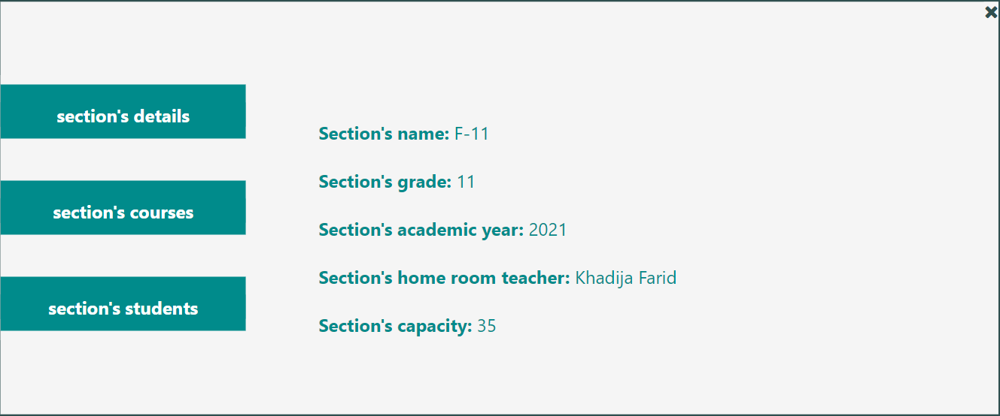 section's details
section's courses
section's students
Section's name: F-11
Section's grade: 11
Section's academic year: 2021
Section's home room teacher: Khadija Farid
Section's capacity: 35